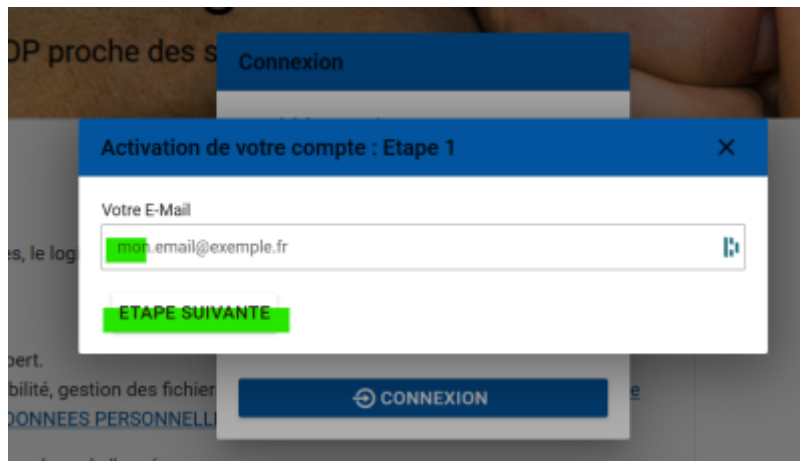 OP proche des s
Connexion
Activation de votre compte : Etape 1
Votre E-Mail
mon.email@exemple.fr
es, le log
ETAPE SUIVANTE
pert.
bilité, gestion des fichier
e
CONNEXION
DONNEES PERSONNELL